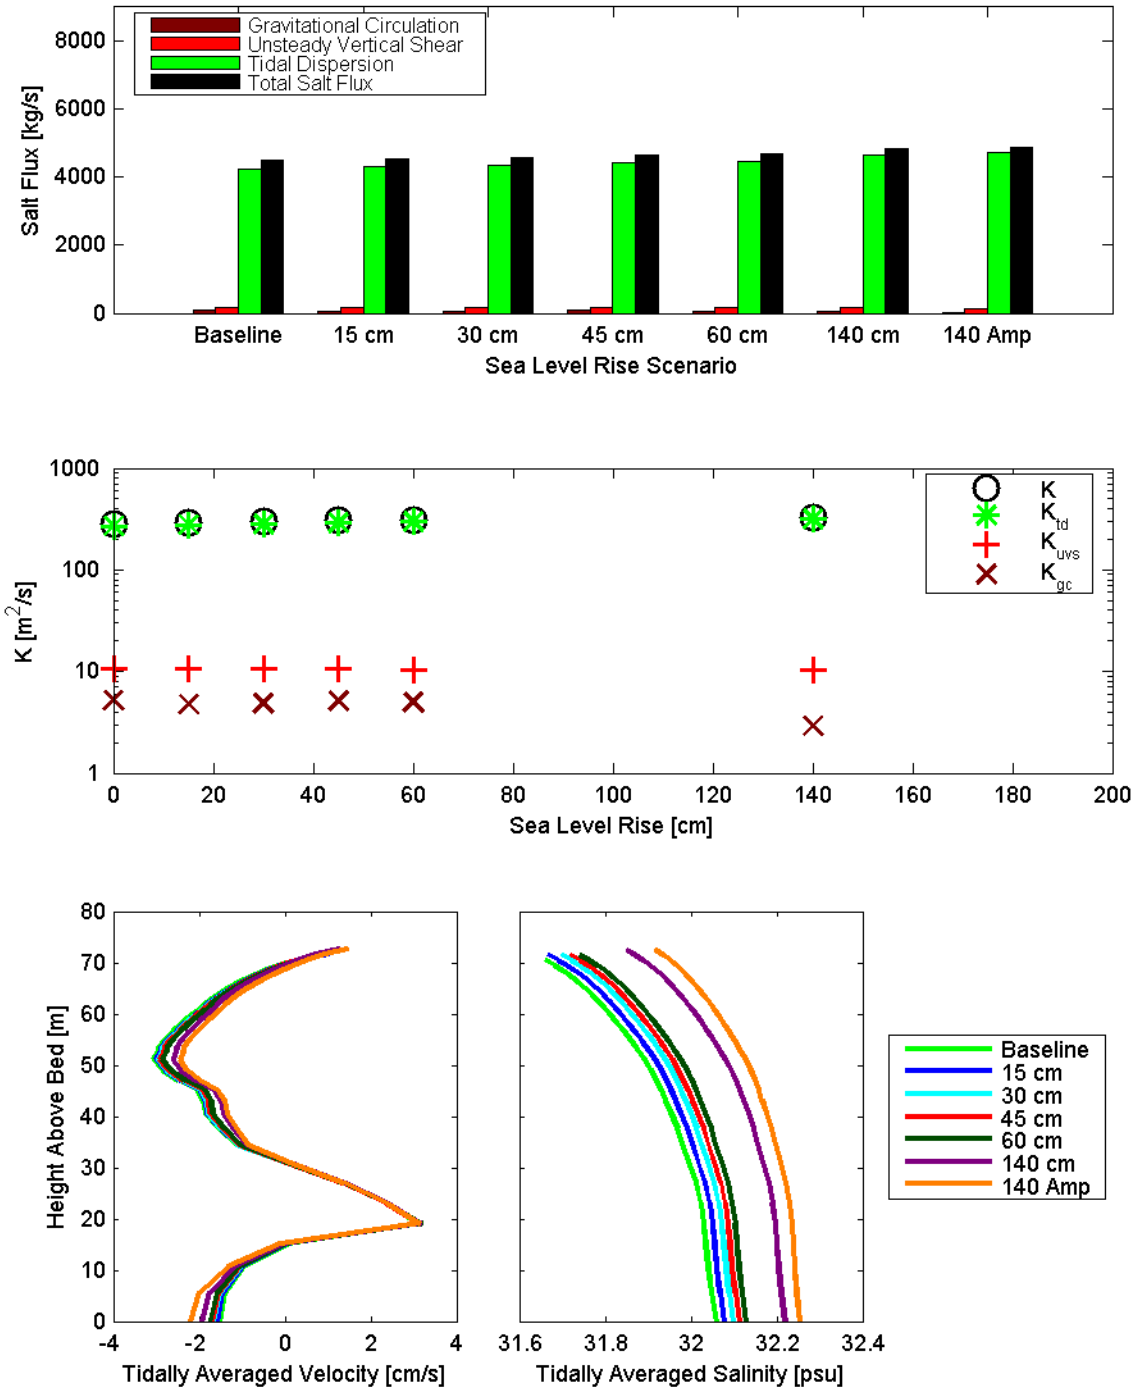 8000
6000
4000
2000
0
Salt Flux [kg/s]
Gravitational Circulation
Unsteady Vertical Shear
Tidal Dispersion
Total Salt Flux
Baseline 15 cm 30 cm 45 cm 60 cm 140 cm 140 Amp
Sea Level Rise Scenario
1000
100
10
1
K [m²/s]
K
K_td
K_uvs
K_gc
0 20 40 60 80 100 120 140 160 180 200
Sea Level Rise [cm]
80
70
60
50
40
30
20
10
0
Height Above Bed [m]
-4 -2 0 2 4
Tidally Averaged Velocity [cm/s]
31.6 31.8 32 32.2 32.4
Tidally Averaged Salinity [psu]
Baseline
15 cm
30 cm
45 cm
60 cm
140 cm
140 Amp